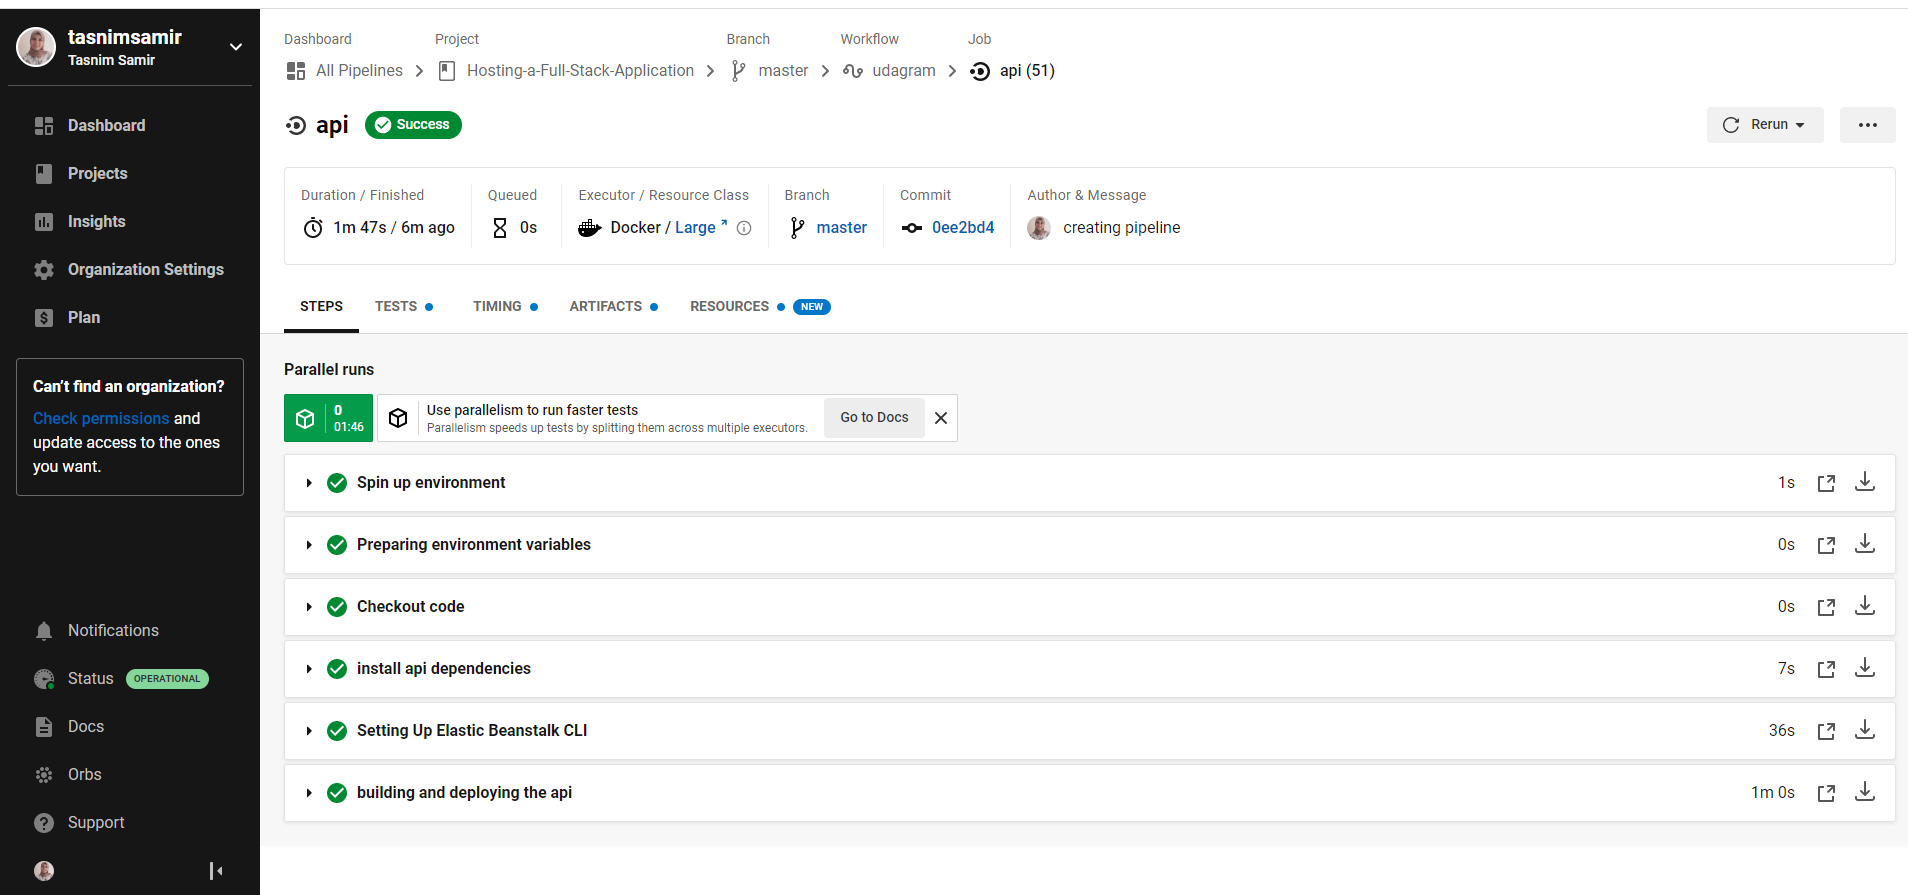 tasnimsamir
Tasnim Samir
Dashboard
Projects
Insights
Organization Settings
Plan
Can't find an organization?
Check permissions and
update access to the ones
you want.
Notifications
Status OPERATIONAL
Docs
Orbs
Support
Dashboard Project Branch Workflow Job
All Pipelines Hosting-a-Full-Stack-Application master udagram api (51)
api Success Rerun
Duration / Finished Queued Executor / Resource Class Branch Commit Author & Message
1m 47s / 6m ago 0s Docker / Large master 0ee2bd4 creating pipeline
STEPS TESTS TIMING ARTIFACTS RESOURCES NEW
Parallel runs
0
01:46
Use parallelism to run faster tests
Parallelism speeds up tests by splitting them across multiple executors.
Go to Docs
Spin up environment 1s
Preparing environment variables 0s
Checkout code 0s
install api dependencies 7s
Setting Up Elastic Beanstalk CLI 36s
building and deploying the api 1m 0s